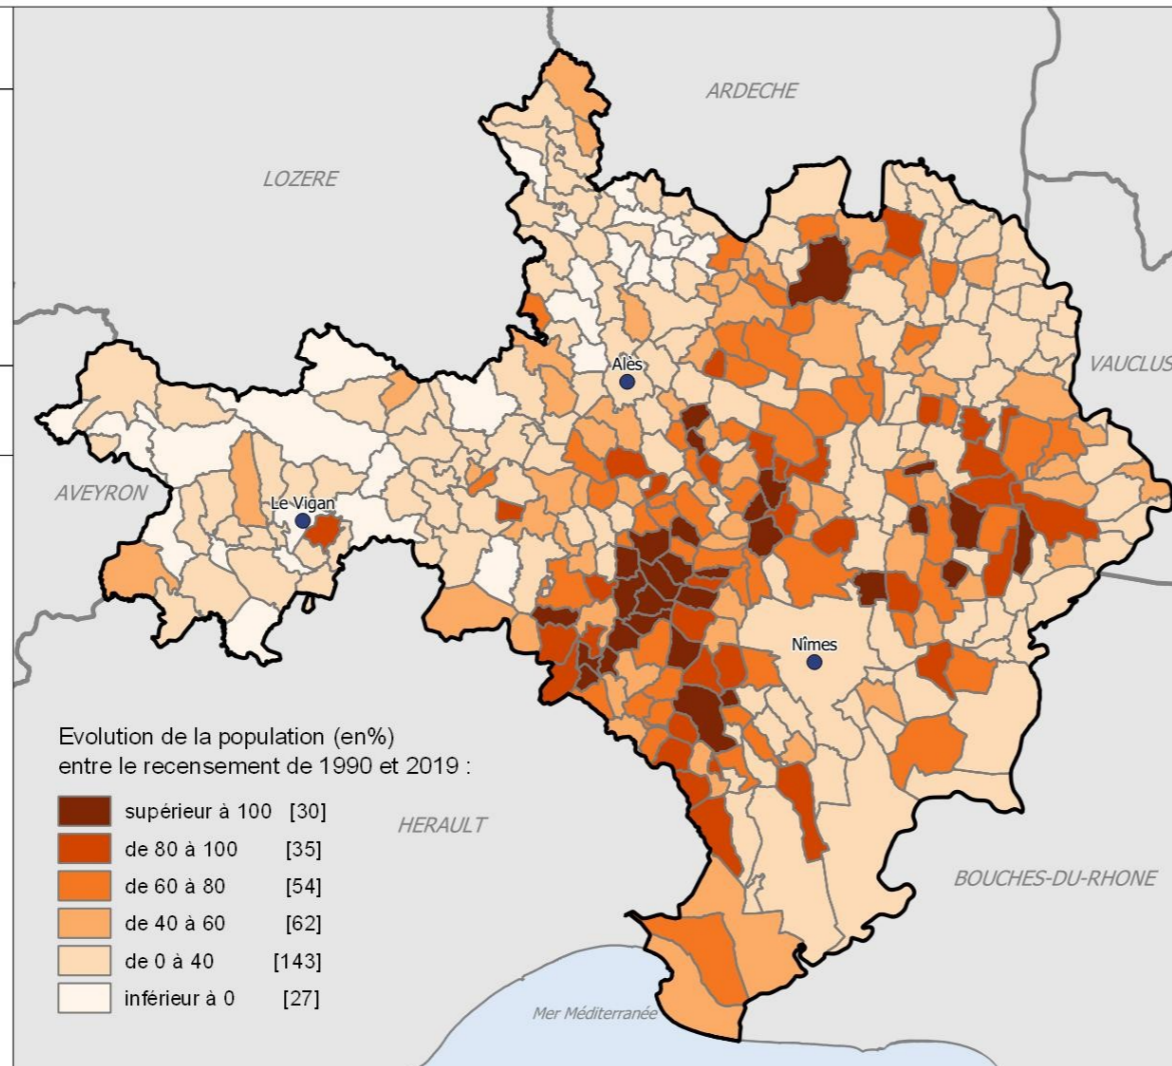 ARDECHE
LOZERE
VAUCLUS
Alès
AVEYRON
Le Vigan
Nîmes
Evolution de la population (en%)
entre le recensement de 1990 et 2019 :
supérieur à 100 [30]
de 80 à 100 [35]
de 60 à 80 [54]
de 40 à 60 [62]
de 0 à 40 [143]
inférieur à 0 [27]
HERAULT
BOUCHES-DU-RHONE
Mer Méditerranée